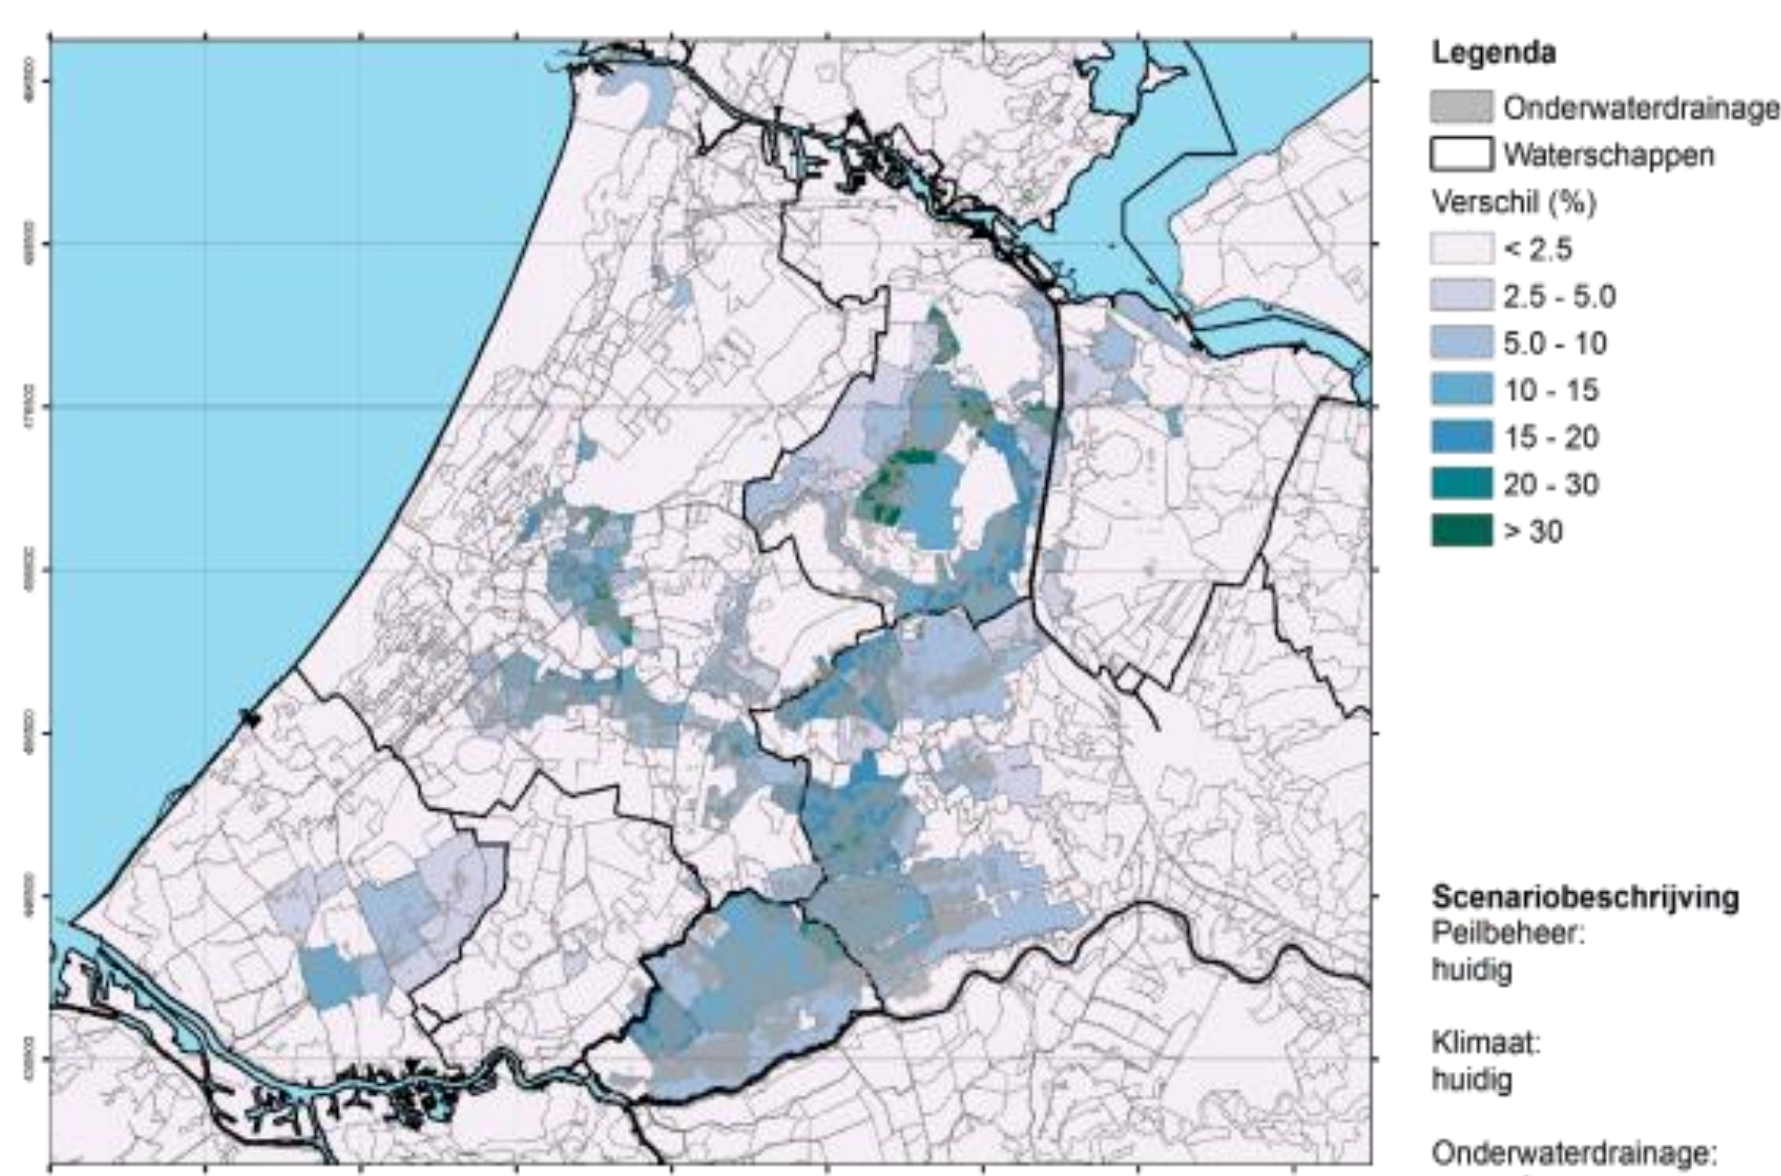 Legenda
Onderwaterdrainage
Waterschappen
Verschil (%)
< 2.5
2.5 - 5.0
5.0 - 10
10 - 15
15 - 20
20 - 30
> 30
Scenariobeschrijving
Peilbeheer:
huidig
Klimaat:
huidig
Onderwaterdrainage: